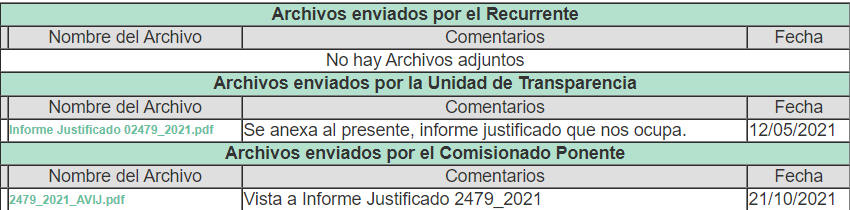 Archivos enviados por el Recurrente
Nombre del Archivo Comentarios Fecha
No hay Archivos adjuntos
Archivos enviados por la Unidad de Transparencia
Nombre del Archivo Comentarios Fecha
Informe Justificado 02479_2021.pdf Se anexa al presente, informe justificado que nos ocupa. 12/05/2021
Archivos enviados por el Comisionado Ponente
Nombre del Archivo Comentarios Fecha
2479_2021_AVIJ.pdf Vista a Informe Justificado 2479_2021 21/10/2021